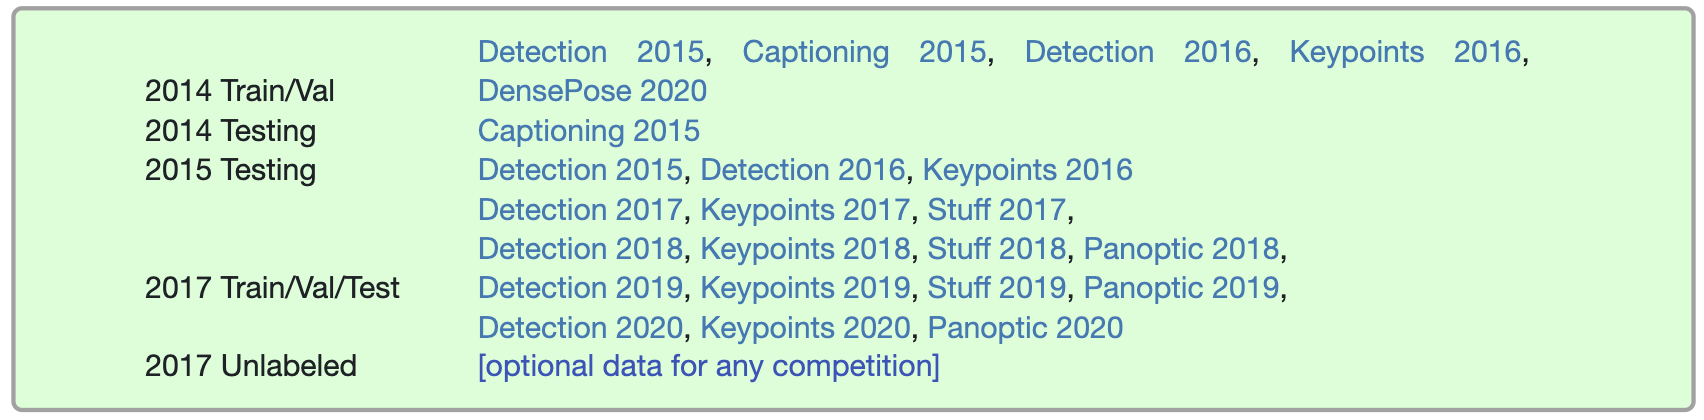 Detection 2015, Captioning 2015, Detection 2016, Keypoints 2016,
2014 Train/Val DensePose 2020
2014 Testing Captioning 2015
2015 Testing Detection 2015, Detection 2016, Keypoints 2016
Detection 2017, Keypoints 2017, Stuff 2017,
Detection 2018, Keypoints 2018, Stuff 2018, Panoptic 2018,
2017 Train/Val/Test Detection 2019, Keypoints 2019, Stuff 2019, Panoptic 2019,
Detection 2020, Keypoints 2020, Panoptic 2020
2017 Unlabeled [optional data for any competition]